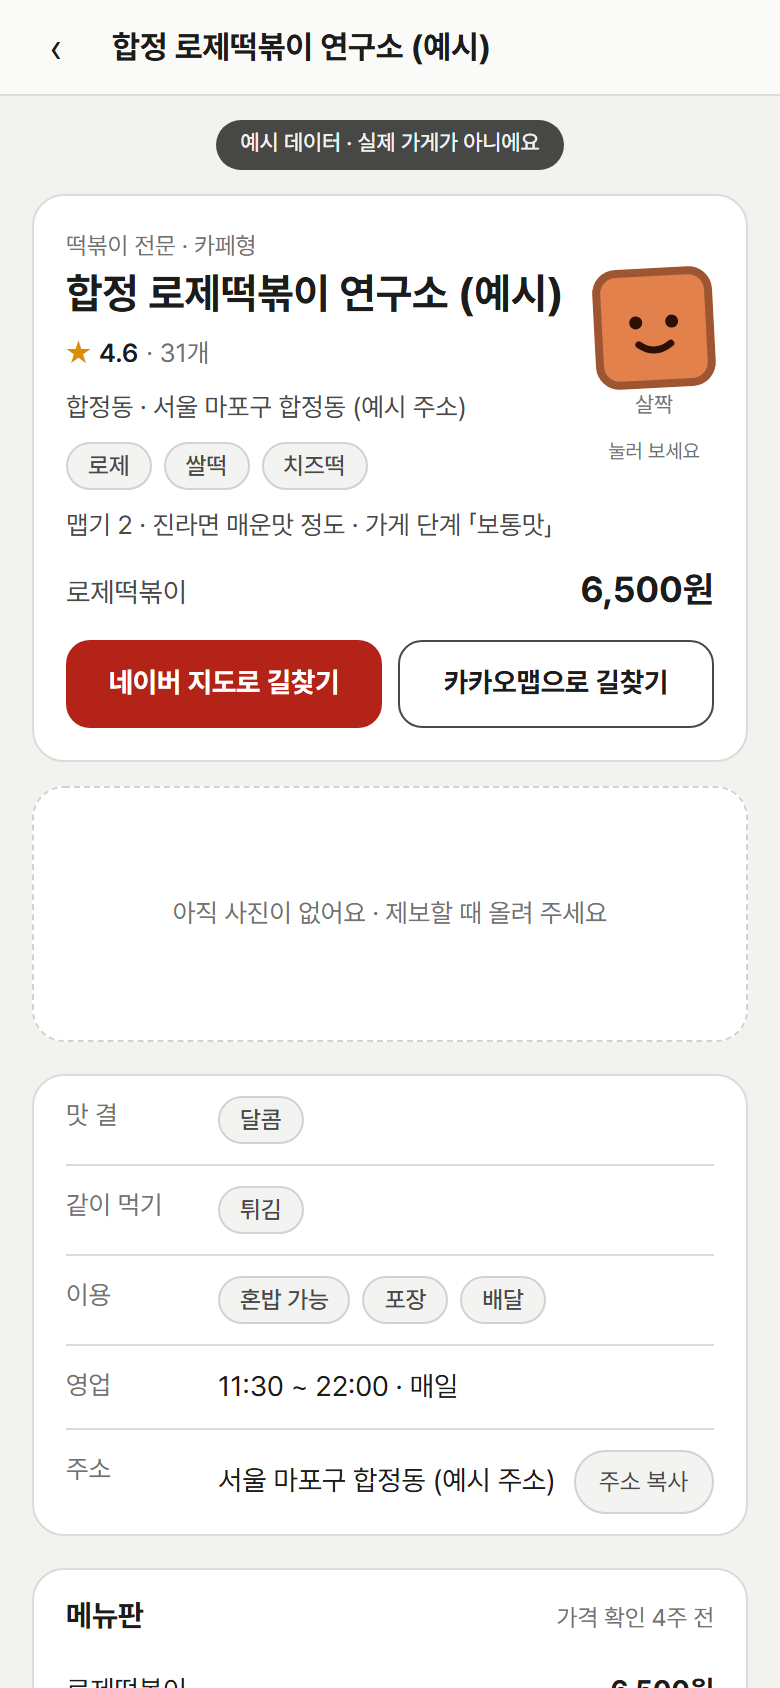 ‹ 합정 로제떡볶이 연구소 (예시)
예시 데이터 · 실제 가게가 아니에요
떡볶이 전문 · 카페형
합정 로제떡볶이 연구소 (예시)
★ 4.6 · 31개
합정동 · 서울 마포구 합정동 (예시 주소)
살짝
눌러 보세요
로제 쌀떡 치즈떡
맵기 2 · 진라면 매운맛 정도 · 가게 단계 「보통맛」
로제떡볶이 6,500원
네이버 지도로 길찾기 카카오맵으로 길찾기
아직 사진이 없어요 · 제보할 때 올려 주세요
맛 결 달콤
같이 먹기 튀김
이용 혼밥 가능 포장 배달
영업 11:30 ~ 22:00 · 매일
주소 서울 마포구 합정동 (예시 주소) 주소 복사
메뉴판 가격 확인 4주 전
로제떡볶이 6,500원